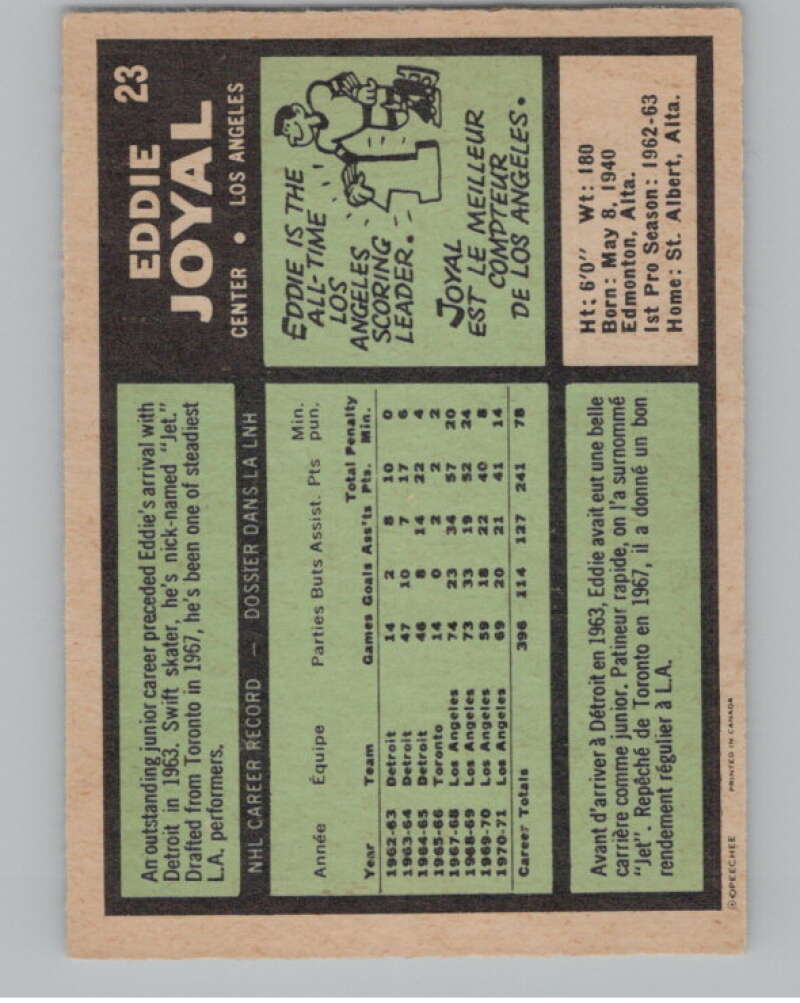 EDDIE 23
JOYAL
CENTER • LOS ANGELES
An outstanding junior career preceded Eddie's arrival with
Detroit in 1963. Swift skater, he's nick-named "Jet."
Drafted from Toronto in 1967, he's been one of steadiest
L.A. performers.
EDDIE IS THE
ALL-TIME
LOS
ANGELES
SCORING
LEADER.
JOYAL
EST LE MEILLEUR
COMPTEUR
DE LOS ANGELES.
NHL CAREER RECORD — DOSSIER DANS LA LNH
Année Équipe Parties Buts Assist. Pts Min. pun.
Year Team Games Goals Ass'ts Total Pts. Penalty Min.
1962-63 Detroit 14 2 8 10 0
1963-64 Detroit 47 10 7 17 6
1964-65 Detroit 46 8 14 22 4
1965-66 Toronto 14 0 2 2 2
1967-68 Los Angeles 74 23 34 57 20
1968-69 Los Angeles 73 33 19 52 24
1969-70 Los Angeles 59 18 22 40 8
1970-71 Los Angeles 69 20 21 41 14
Career Totals 396 114 127 241 78
Ht: 6'0" Wt: 180
Born: May 8, 1940
Edmonton, Alta.
1st Pro Season: 1962-63
Home: St. Albert, Alta.
Avant d'arriver à Détroit en 1963, Eddie avait eut une belle
carrière comme junior. Patineur rapide, on l'a surnommé
"Jet". Repêché de Toronto en 1967, il a donné un bon
rendement régulier à L.A.
© OPEECHEE PRINTED IN CANADA